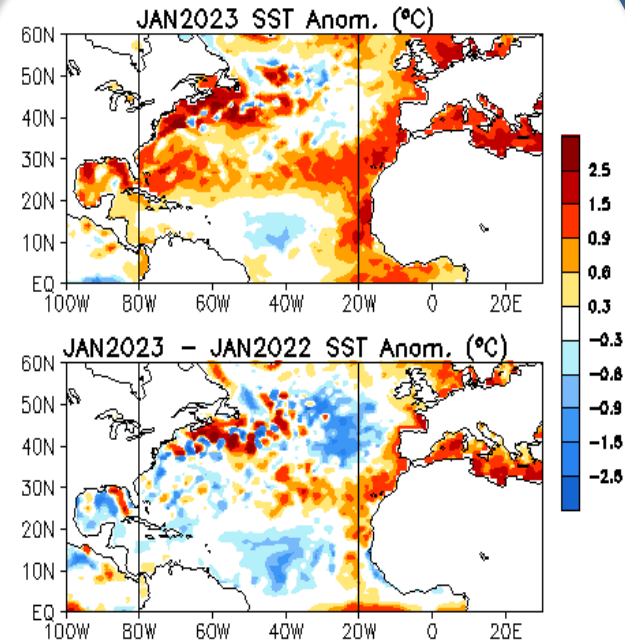 JAN2023 SST Anom. (°C)
60N
50N
40N
30N
20N
10N
EQ
100W 80W 60W 40W 20W 0 20E
2.5
1.5
0.9
0.6
0.3
-0.3
-0.6
-0.9
-1.5
-2.5
JAN2023 - JAN2022 SST Anom. (°C)
60N
50N
40N
30N
20N
10N
EQ
100W 80W 60W 40W 20W 0 20E